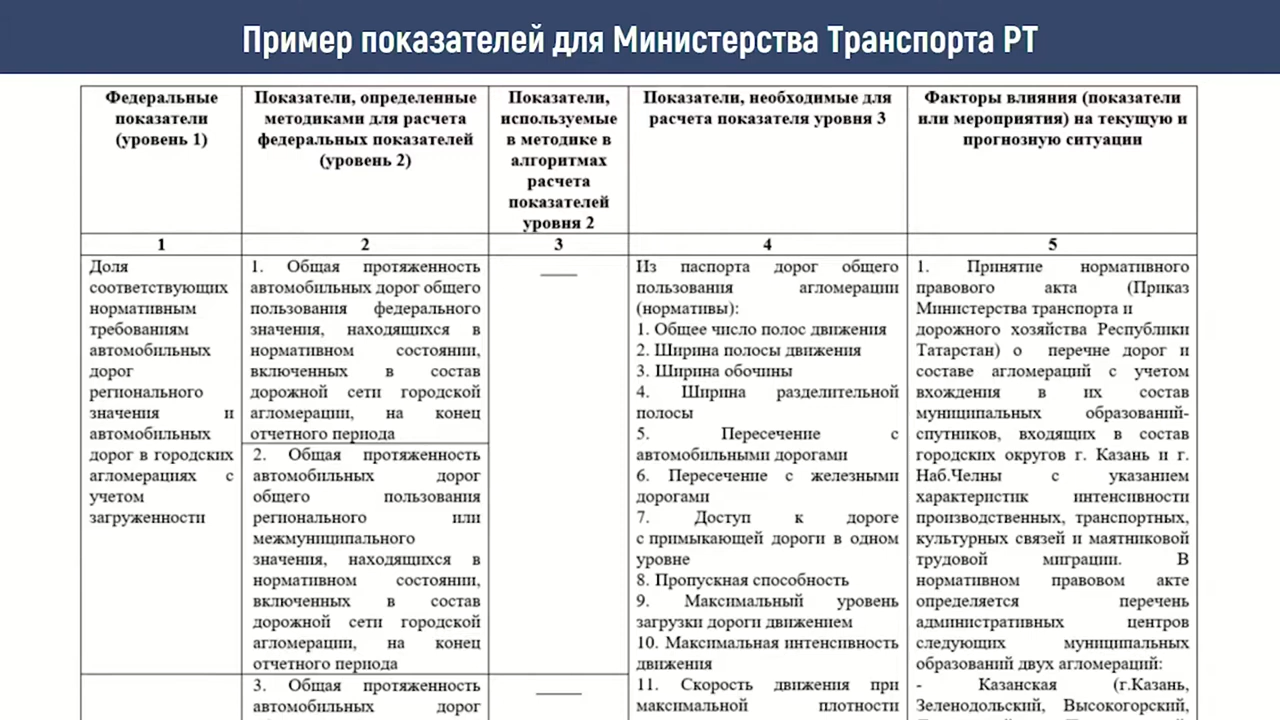 Пример показателей для Министерства Транспорта РТ
Федеральные
показатели
(уровень 1)
Показатели, определенные
методиками для расчета
федеральных показателей
(уровень 2)
Показатели,
используемые
в методике в
алгоритмах
расчета
показателей
уровня 2
Показатели, необходимые для
расчета показателя уровня 3
Факторы влияния (показатели
или мероприятия) на текущую и
прогнозную ситуации
1
2
3
4
5
Доля
соответствующих
нормативным
требованиям
автомобильных
дорог
регионального
значения и
автомобильных
дорог в городских
агломерациях с
учетом
загруженности
1. Общая протяженность
автомобильных дорог общего
пользования федерального
значения, находящихся в
нормативном состоянии,
включенных в состав
дорожной сети городской
агломерации, на конец
отчетного периода
2. Общая протяженность
автомобильных дорог
общего пользования
регионального или
межмуниципального
значения, находящихся в
нормативном состоянии,
включенных в состав
дорожной сети городской
агломерации, на конец
отчетного периода
3. Общая протяженность
автомобильных дорог
Из паспорта дорог общего
пользования агломерации
(нормативы):
1. Общее число полос движения
2. Ширина полосы движения
3. Ширина обочины
4. Ширина разделительной
полосы
5. Пересечение с
автомобильными дорогами
6. Пересечение с железными
дорогами
7. Доступ к дороге
с примыкающей дороги в одном
уровне
8. Пропускная способность
9. Максимальный уровень
загрузки дороги движением
10. Максимальная интенсивность
движения
11. Скорость движения при
максимальной плотности
1. Принятие нормативного
правового акта (Приказ
Министерства транспорта и
дорожного хозяйства Республики
Татарстан) о перечне дорог и
составе агломераций с учетом
вхождения в их состав
муниципальных образований-
спутников, входящих в состав
городских округов г. Казань и г.
Наб.Челны с указанием
характеристик интенсивности
производственных, транспортных,
культурных связей и маятниковой
трудовой миграции. В
нормативном правовом акте
определяется перечень
административных центров
следующих муниципальных
образований двух агломераций:
- Казанская (г.Казань,
Зеленодольский, Высокогорский,